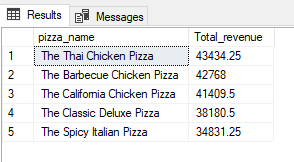 Results Messages
pizza_name Total_revenue
1 The Thai Chicken Pizza 43434.25
2 The Barbecue Chicken Pizza 42768
3 The California Chicken Pizza 41409.5
4 The Classic Deluxe Pizza 38180.5
5 The Spicy Italian Pizza 34831.25